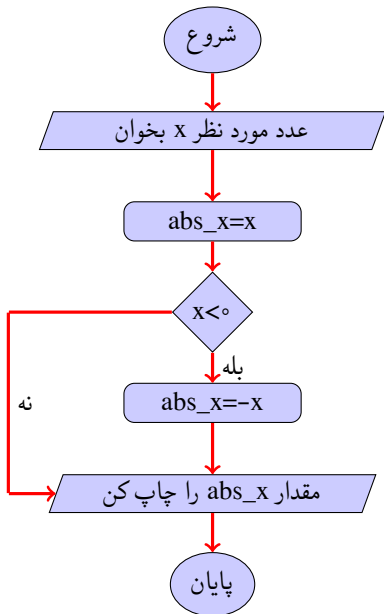 شروع
عدد مورد نظر x بخوان
abs_x=x
x<۰
بله
نه
abs_x=-x
مقدار abs_x را چاپ کن
پایان